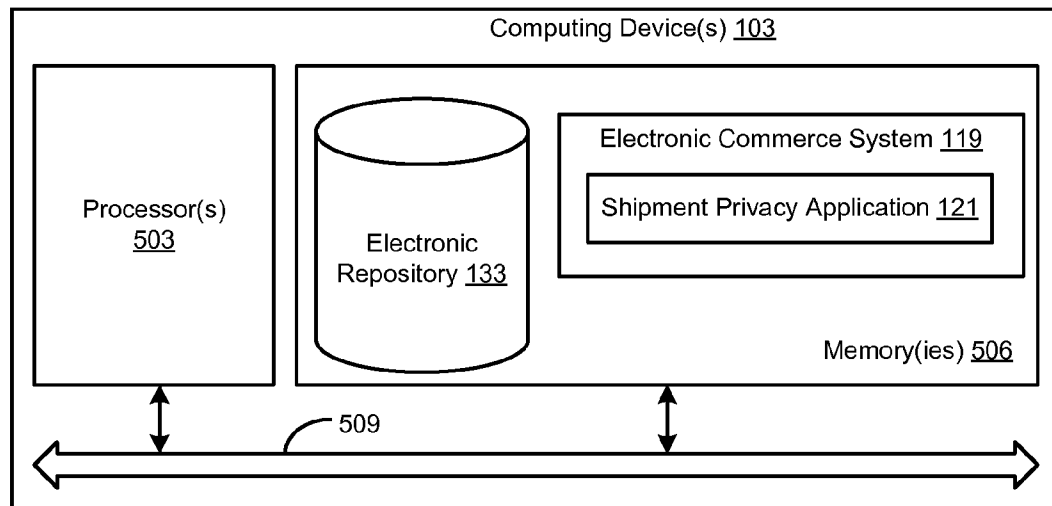 Computing Device(s) 103
Processor(s)
503
Electronic
Repository 133
Electronic Commerce System 119
Shipment Privacy Application 121
Memory(ies) 506
509